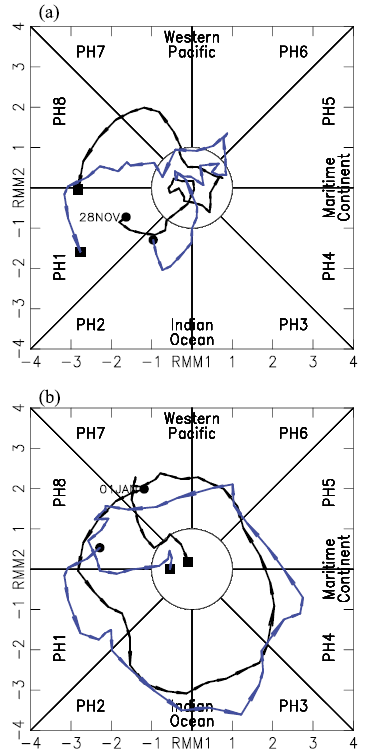 (a)
4
3
2
1
0
−1
−2
−3
−4
RMM2
Western
Pacific
PH7
PH6
PH8
PH5
Maritime
Continent
28NOV
PH1
PH4
PH2
PH3
Indian
Ocean
−4 −3 −2 −1 RMM1 1 2 3 4
(b)
4
3
2
1
0
−1
−2
−3
−4
RMM2
Western
Pacific
PH7
PH6
PH8
PH5
01JAN
Maritime
Continent
PH1
PH4
PH2
PH3
Indian
Ocean
−4 −3 −2 −1 RMM1 1 2 3 4